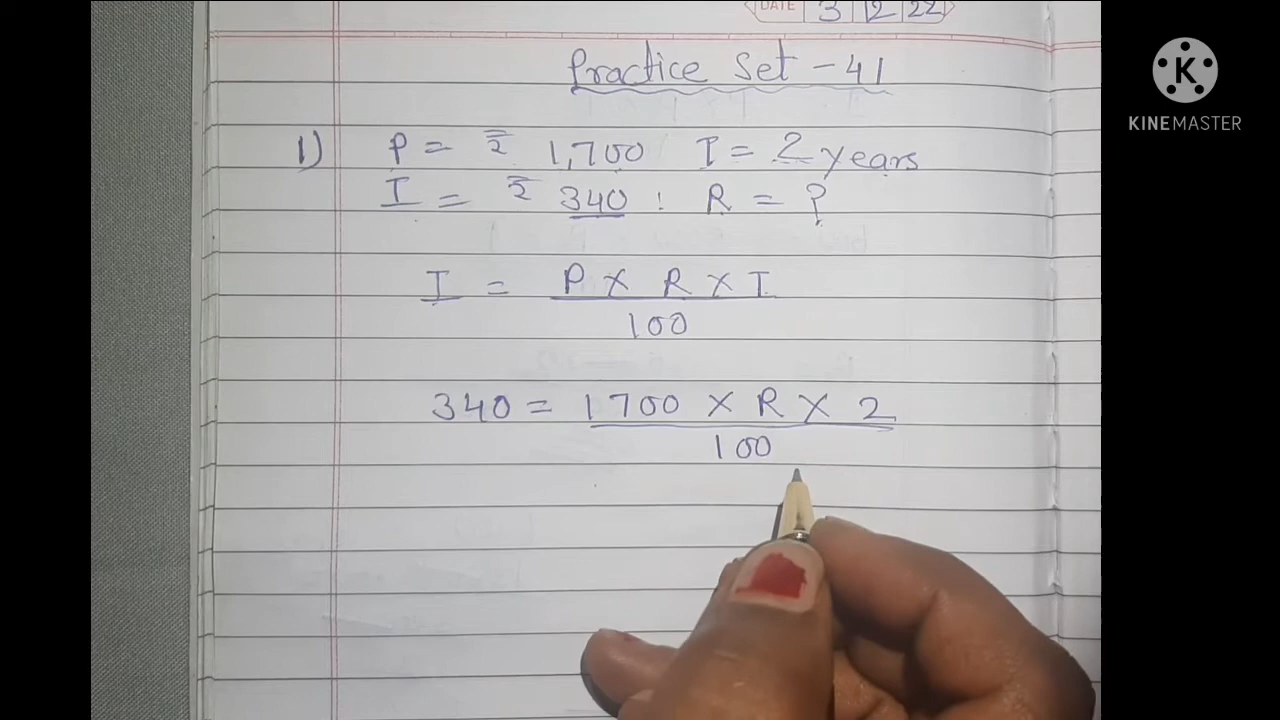 DATE 3 12 22
KINEMASTER
Practice Set - 41
1) P = ₹ 1,700 T = 2 years
I = ₹ 340 : R = ?
I = P × R × T
100
340 = 1700 × R × 2
100